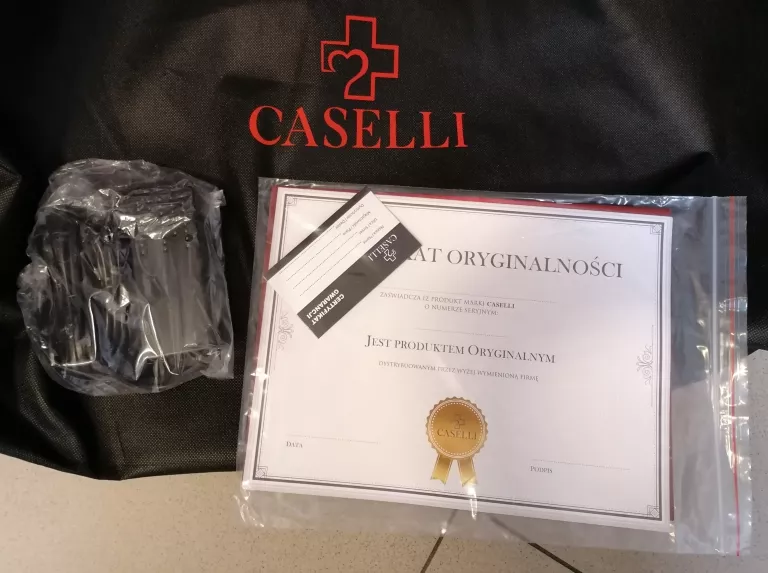 CASELLI
KAT ORYGINALNOŚCI
ZAŚWIADCZA IŻ PRODUKT MARKI CASELLI
O NUMERZE SERYJNYM:
JEST PRODUKTEM ORYGINALNYM
DYSTRYBUOWANYM PRZEZ WYŻEJ WYMIENIONĄ FIRMĘ
CASELLI
DATA
PODPIS
CASELLI
CERTYFIKAT
GWARANCJI